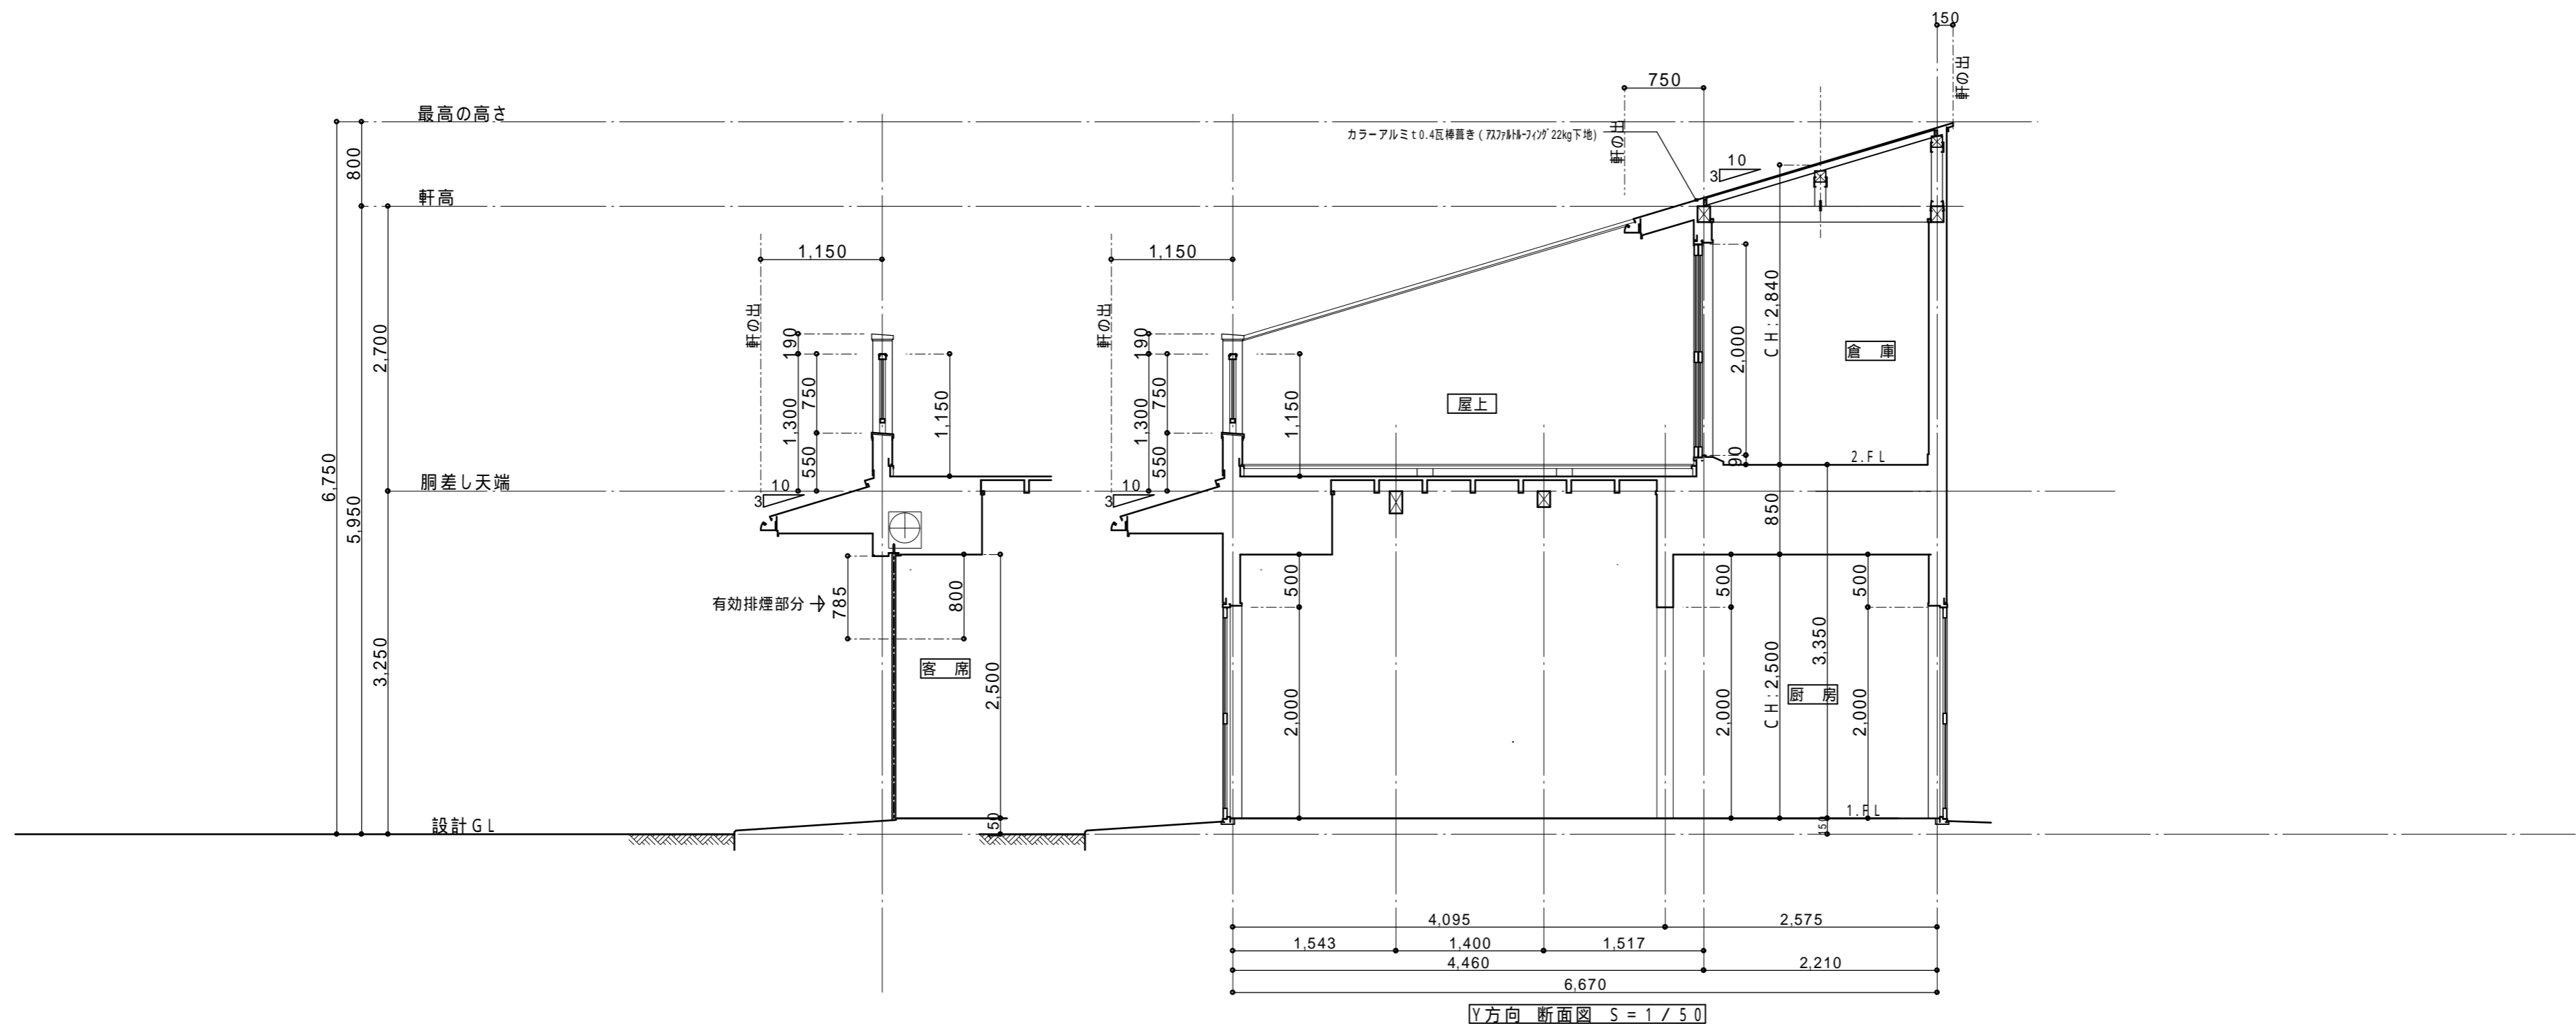 150
軒の出
750
最高の高さ
カラーアルミt0.4瓦棒葺き(アスファルトルーフィング22kg下地)
軒の出
10
3
800
軒高
1,150
1,150
軒の出
軒の出
2,700
190
750
1,300
550
1,150
190
750
1,300
550
1,150
2,000
CH:2,840
倉 庫
屋上
90
2.FL
6,750
5,950
胴差し天端
10
3
10
3
850
有効排煙部分
785
800
500
500
500
3,250
客 席
2,500
2,000
2,000
CH:2,500
3,350
厨 房
2,000
設計GL
150
150
1.FL
4,095
2,575
1,543
1,400
1,517
4,460
2,210
6,670
Y方向 断面図 S=1/50